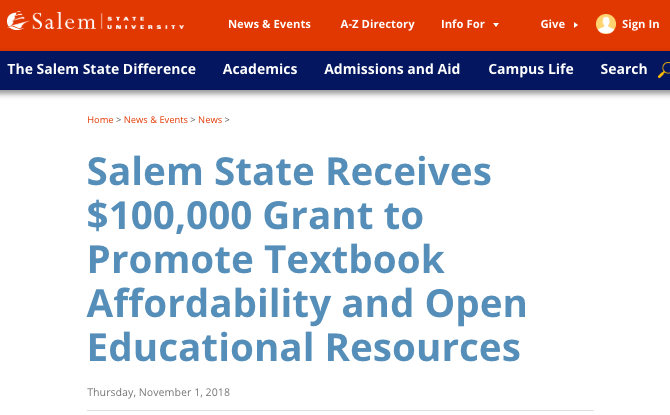 Salem STATE UNIVERSITY News & Events A-Z Directory Info For Give Sign In
The Salem State Difference Academics Admissions and Aid Campus Life Search
Home > News & Events > News >
Salem State Receives
$100,000 Grant to
Promote Textbook
Affordability and Open
Educational Resources
Thursday, November 1, 2018